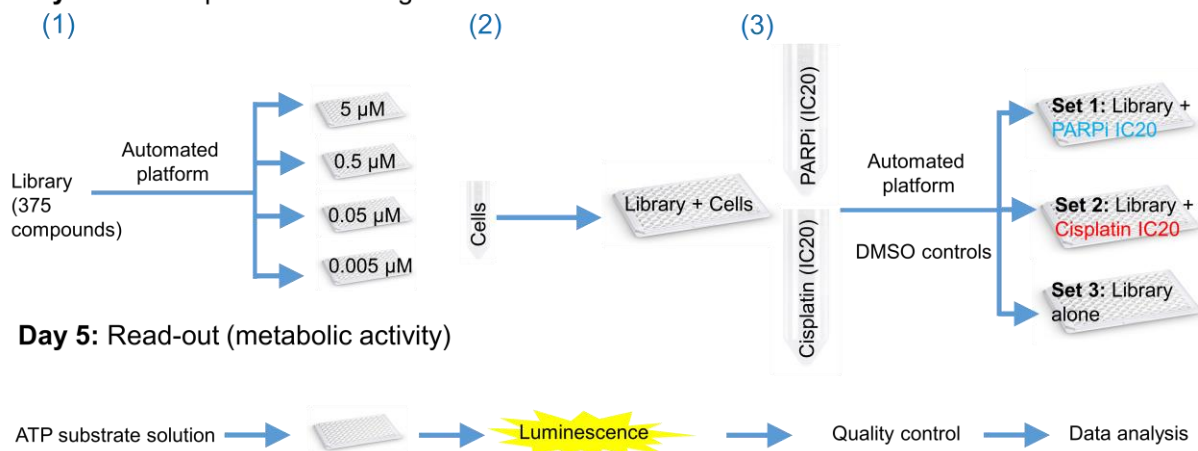 (1)
(2)
(3)
Library
(375
compounds)
Automated
platform
5 µM
0.5 µM
0.05 µM
0.005 µM
Cells
Library + Cells
PARPi (IC20)
Cisplatin (IC20)
Automated
platform
DMSO controls
Set 1: Library +
PARPi IC20
Set 2: Library +
Cisplatin IC20
Set 3: Library
alone
Day 5: Read-out (metabolic activity)
ATP substrate solution
Luminescence
Quality control
Data analysis